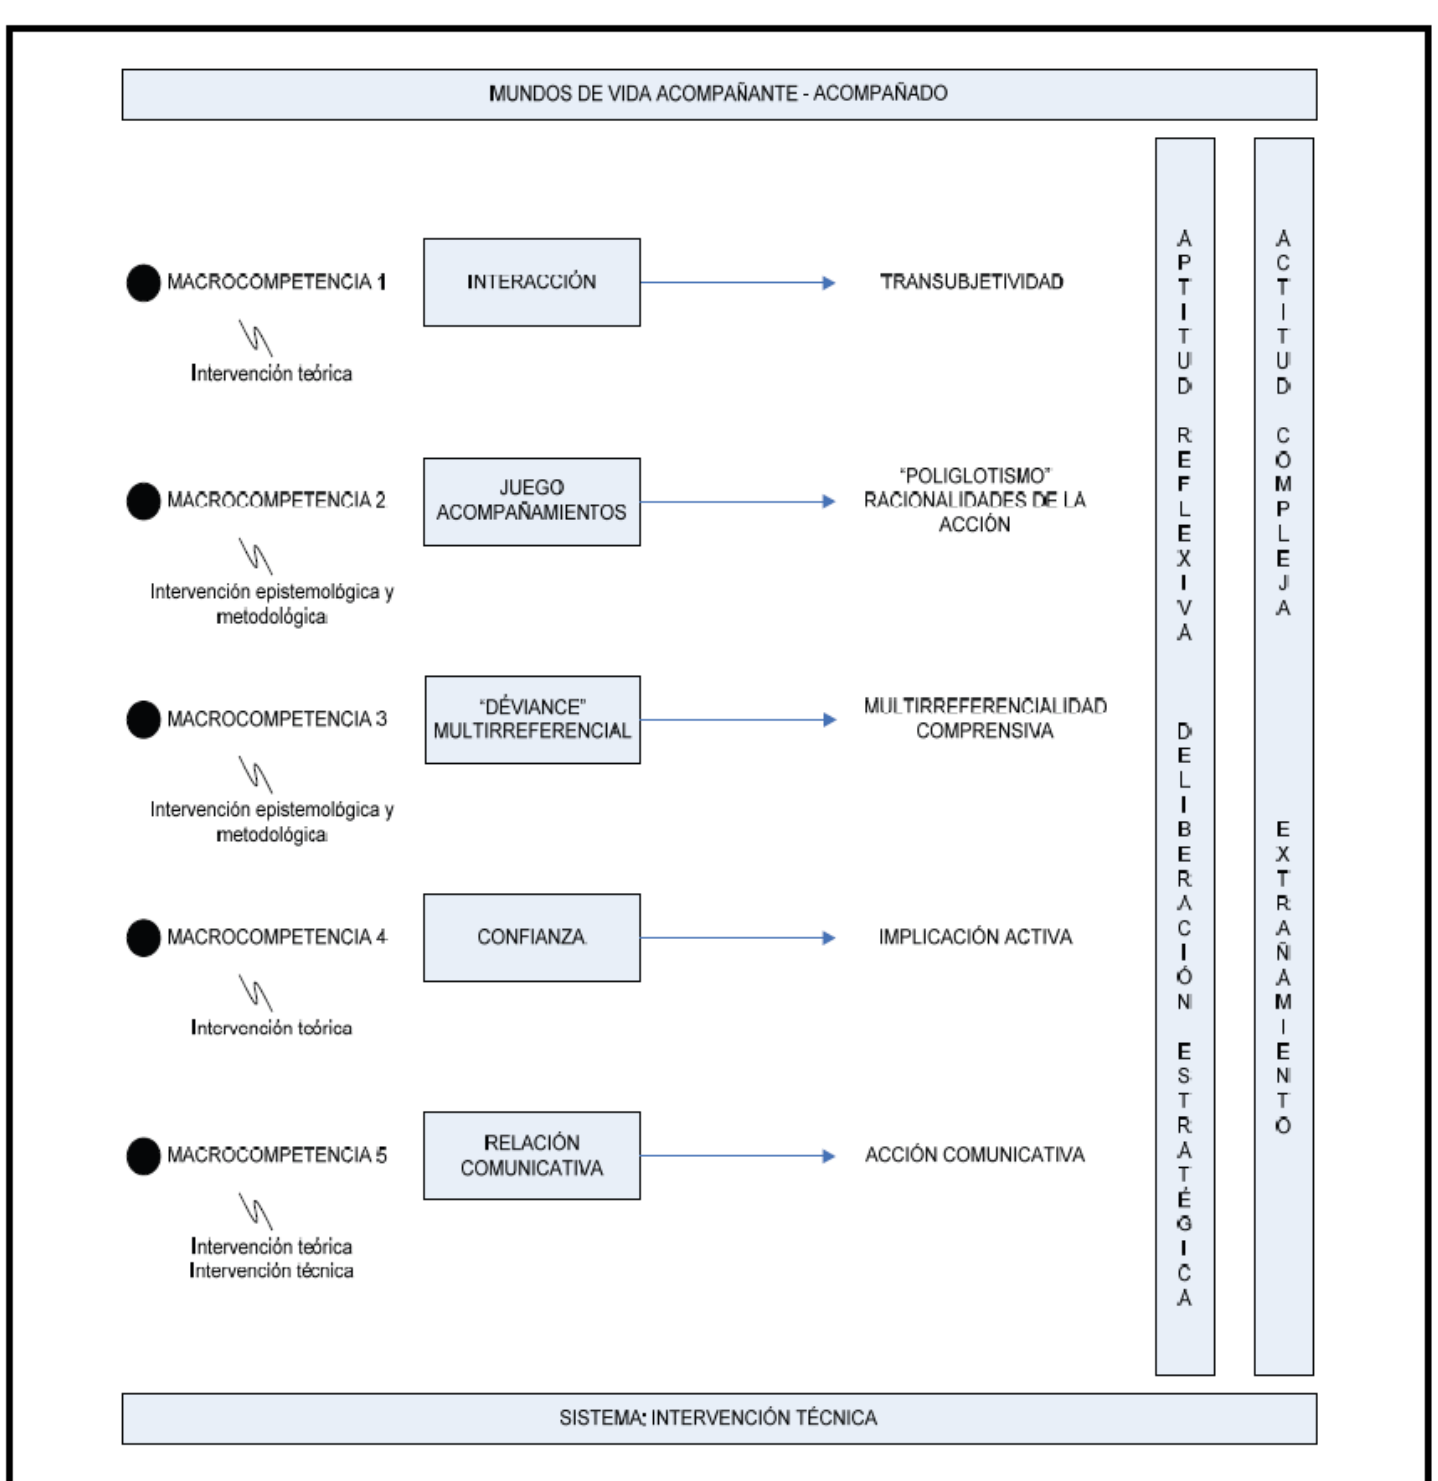 MUNDOS DE VIDA ACOMPAÑANTE - ACOMPAÑADO
MACROCOMPETENCIA 1
INTERACCIÓN
TRANSUBJETIVIDAD
Intervención teórica
MACROCOMPETENCIA 2
JUEGO
ACOMPAÑAMIENTOS
“POLIGLOTISMO”
RACIONALIDADES DE LA
ACCIÓN
Intervención epistemológica y
metodológica
MACROCOMPETENCIA 3
“DÉVIANCE”
MULTIRREFERENCIAL
MULTIRREFERENCIALIDAD
COMPRENSIVA
Intervención epistemológica y
metodológica
MACROCOMPETENCIA 4
CONFIANZA
IMPLICACIÓN ACTIVA
Intervención teórica
MACROCOMPETENCIA 5
RELACIÓN
COMUNICATIVA
ACCIÓN COMUNICATIVA
Intervención teórica
Intervención técnica
APTITUD REFLEXIVA DELIBERACIÓN ESTRATÉGICA
ACTITUD COMPLEJA EXTRAÑAMIENTO
SISTEMA: INTERVENCIÓN TÉCNICA